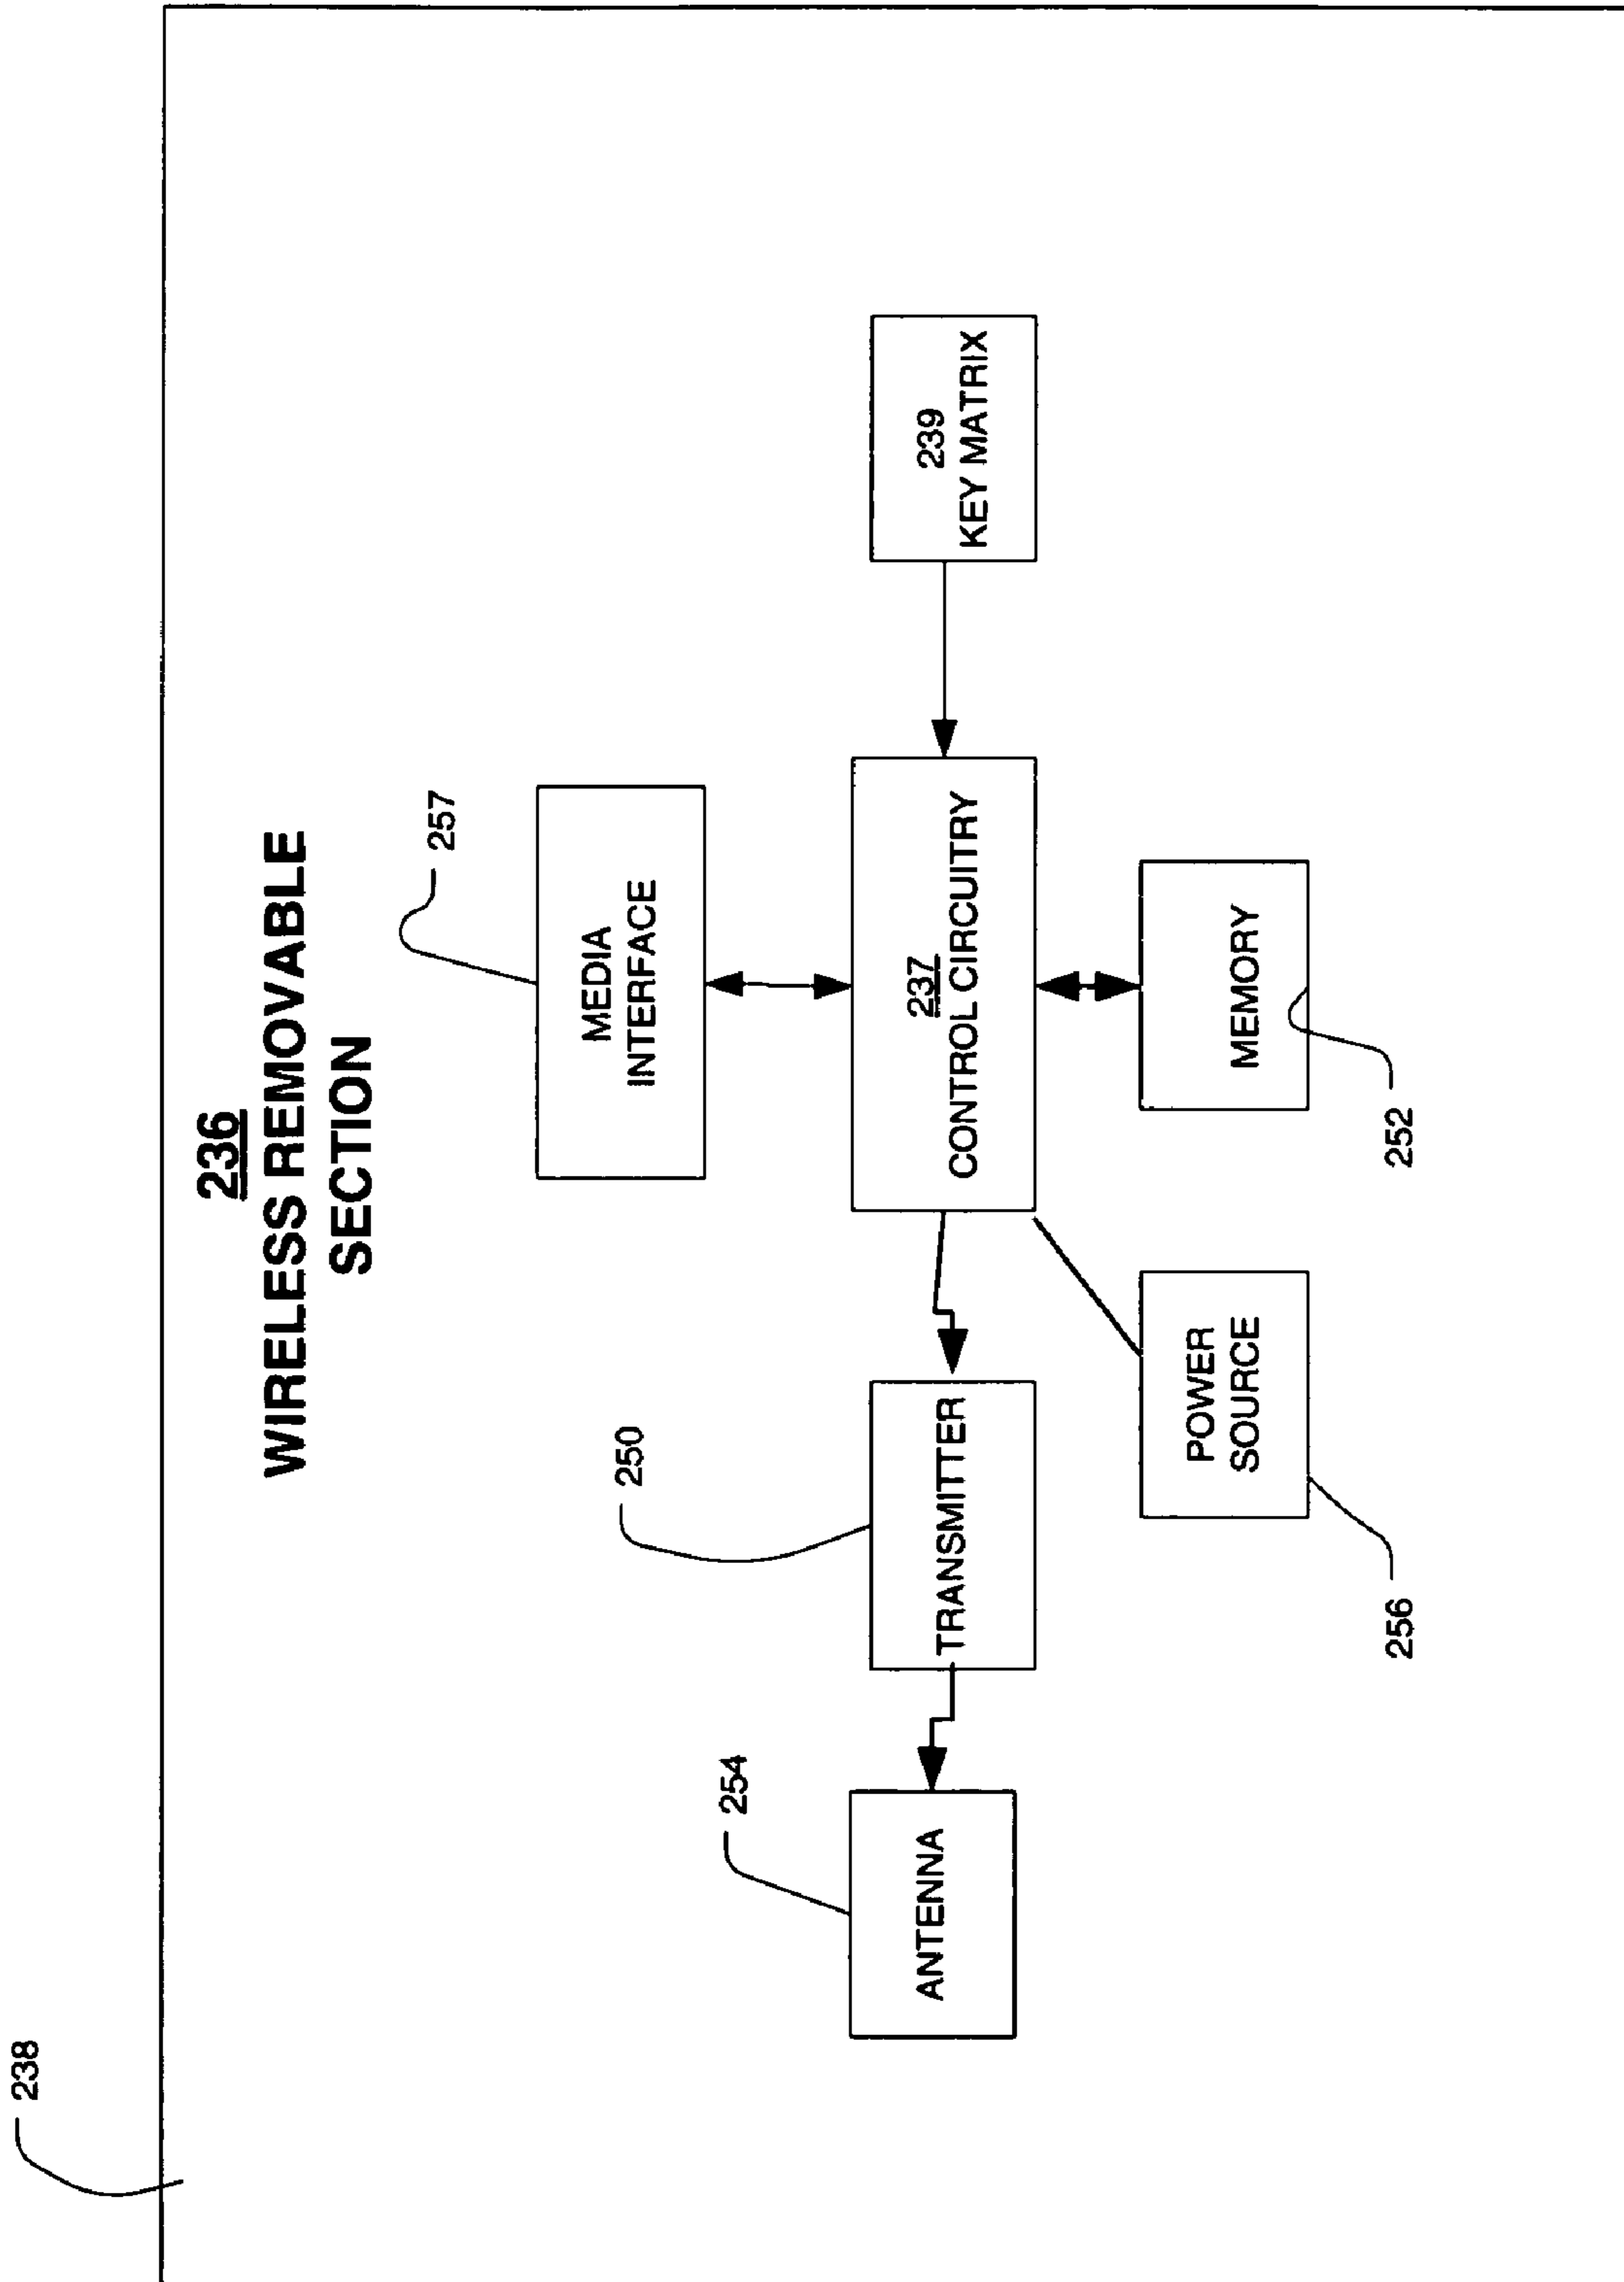 238
236
WIRELESS REMOVABLE
SECTION
257
MEDIA
INTERFACE
250
254
ANTENNA
TRANSMITTER
237
CONTROL CIRCUITRY
239
KEY MATRIX
POWER
SOURCE
MEMORY
256
252